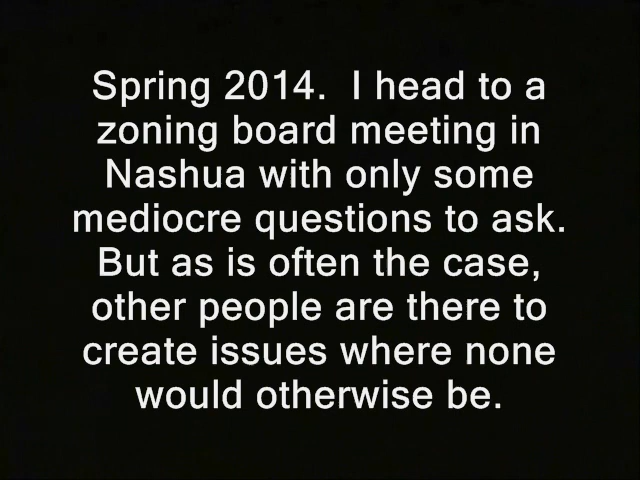 Spring 2014.  I head to a
zoning board meeting in
Nashua with only some
mediocre questions to ask.
But as is often the case,
other people are there to
create issues where none
would otherwise be.